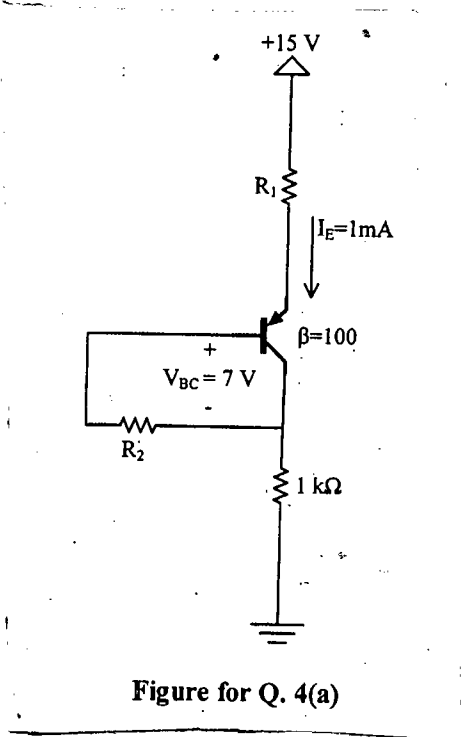 +15 V
R₁
I_E=1mA
β=100
+
V_BC = 7 V
-
R₂
1 kΩ
Figure for Q. 4(a)